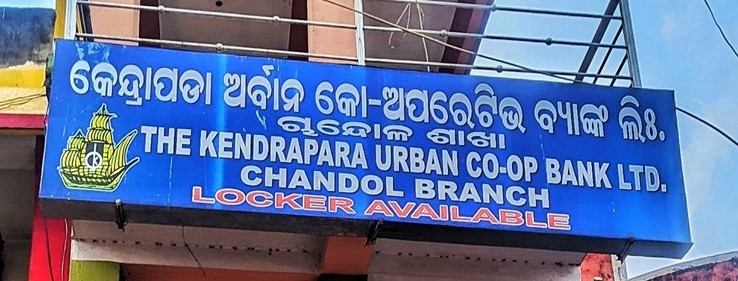 କେନ୍ଦ୍ରାପଡା ଅର୍ବାନ କୋ-ଅପରେଟିଭ ବ୍ୟାଙ୍କ ଲିଃ.
ଚାନ୍ଦୋଳ ଶାଖା
THE KENDRAPARA URBAN CO-OP BANK LTD.
CHANDOL BRANCH
LOCKER AVAILABLE